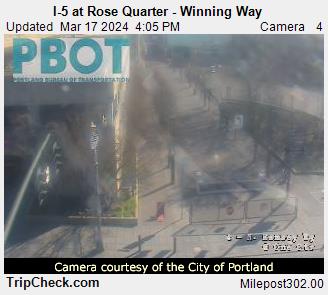 I-5 at Rose Quarter - Winning Way
Updated Mar 17 2024 4:05 PM Camera 4
PBOT
PORTLAND BUREAU OF TRANSPORTATION
Camera courtesy of the City of Portland
TripCheck.com Milepost302.00